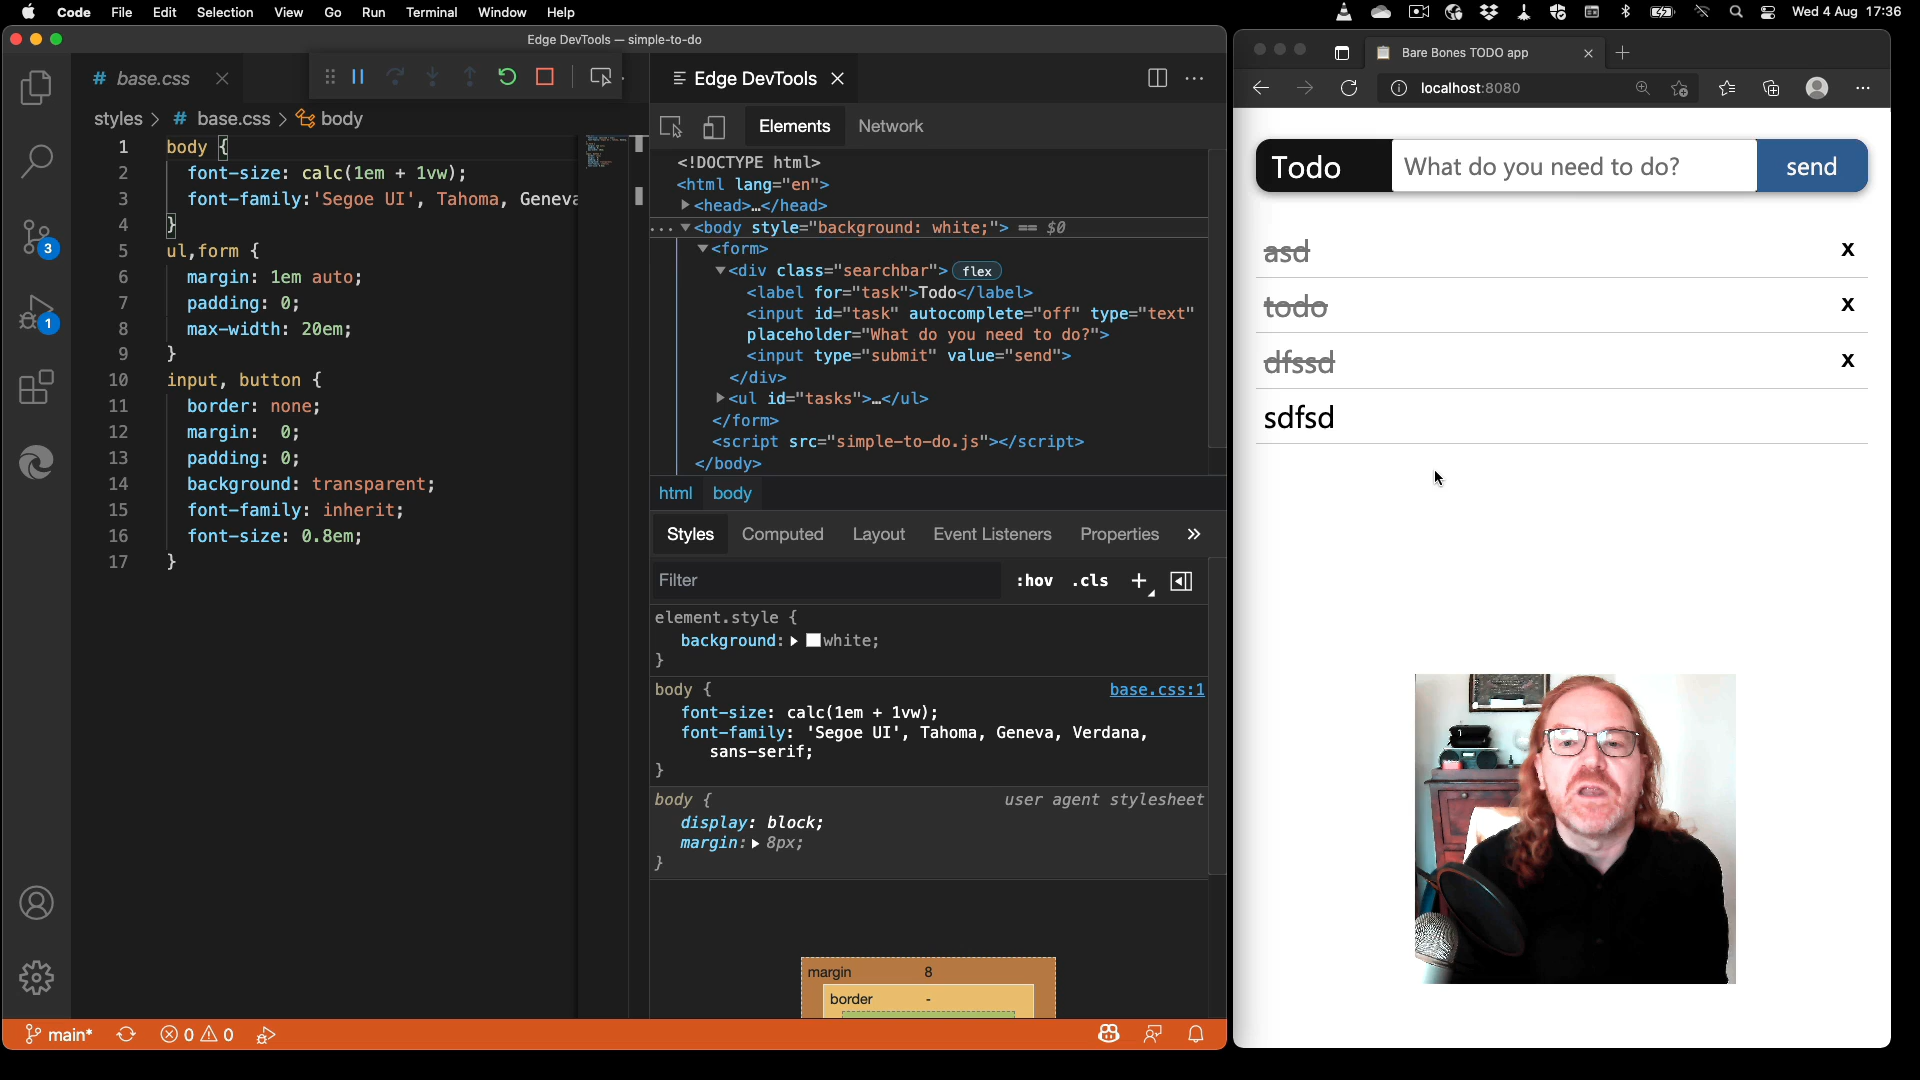 Code File Edit Selection View Go Run Terminal Window Help
Wed 4 Aug 17:36
Edge DevTools — simple-to-do
# base.css
styles > # base.css > body
1 body {
2 font-size: calc(1em + 1vw);
3 font-family:'Segoe UI', Tahoma, Geneva
4 }
5 ul,form {
6 margin: 1em auto;
7 padding: 0;
8 max-width: 20em;
9 }
10 input, button {
11 border: none;
12 margin: 0;
13 padding: 0;
14 background: transparent;
15 font-family: inherit;
16 font-size: 0.8em;
17 }
3
1
main*
0 0
Edge DevTools
Elements Network
<!DOCTYPE html>
<html lang="en">
<head>…</head>
... <body style="background: white;"> == $0
<form>
<div class="searchbar"> flex
<label for="task">Todo</label>
<input id="task" autocomplete="off" type="text"
placeholder="What do you need to do?">
<input type="submit" value="send">
</div>
<ul id="tasks">…</ul>
</form>
<script src="simple-to-do.js"></script>
</body>
html body
Styles Computed Layout Event Listeners Properties »
Filter :hov .cls +
element.style {
background: white;
}
body { base.css:1
font-size: calc(1em + 1vw);
font-family: 'Segoe UI', Tahoma, Geneva, Verdana,
sans-serif;
}
body { user agent stylesheet
display: block;
margin: 8px;
}
margin 8
border -
Bare Bones TODO app
localhost:8080
Todo What do you need to do? send
asd x
todo x
dfssd x
sdfsd